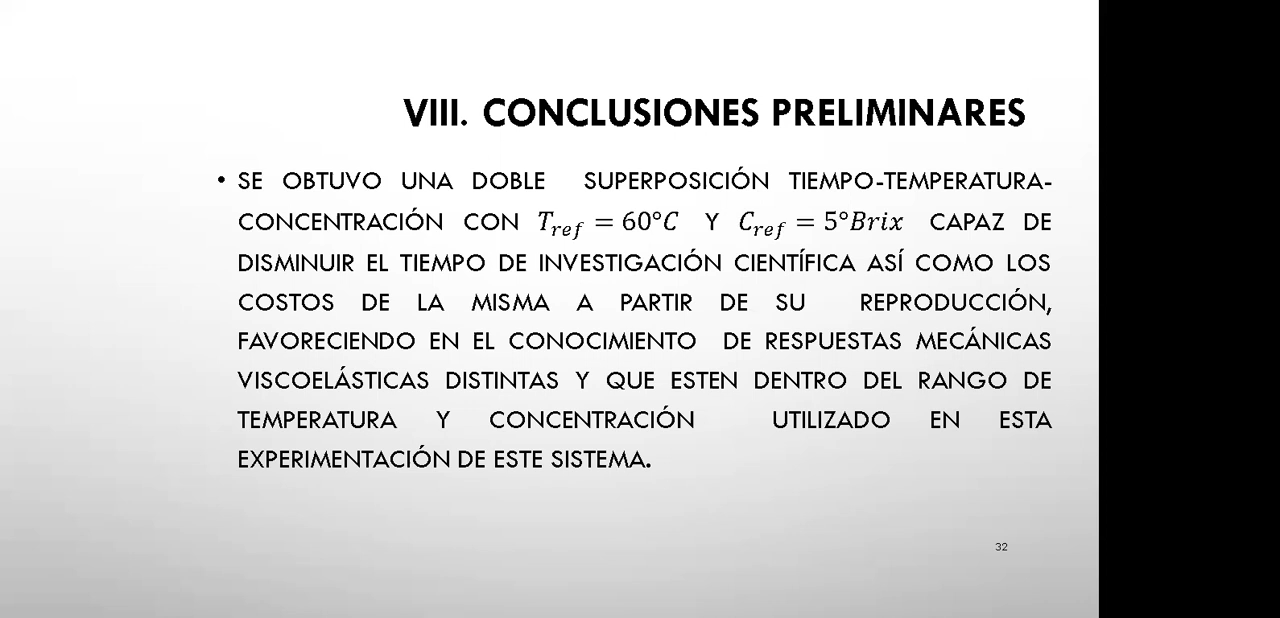 VIII. CONCLUSIONES PRELIMINARES
• SE OBTUVO UNA DOBLE SUPERPOSICIÓN TIEMPO-TEMPERATURA-
CONCENTRACIÓN CON T_ref = 60°C Y C_ref = 5°Brix CAPAZ DE
DISMINUIR EL TIEMPO DE INVESTIGACIÓN CIENTÍFICA ASÍ COMO LOS
COSTOS DE LA MISMA A PARTIR DE SU REPRODUCCIÓN,
FAVORECIENDO EN EL CONOCIMIENTO DE RESPUESTAS MECÁNICAS
VISCOELÁSTICAS DISTINTAS Y QUE ESTEN DENTRO DEL RANGO DE
TEMPERATURA Y CONCENTRACIÓN UTILIZADO EN ESTA
EXPERIMENTACIÓN DE ESTE SISTEMA.
32